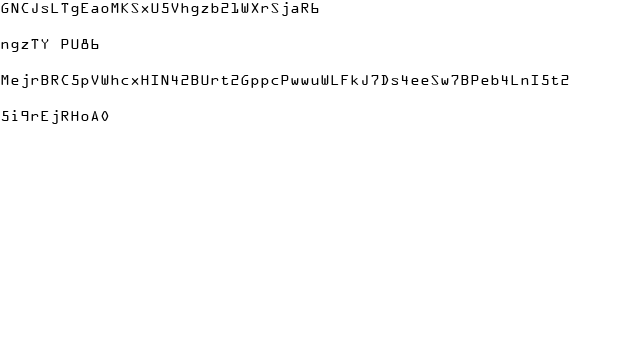 GNCJsLTgEaoMKSxU5Vhgzb21WXrSjaR6
ngzTY PU86
MejrBRC5pVWhcxHIN42BUrt2GppcPwwuWLFkJ7Ds4eeSw7BPeb4LnI5t2
5i9rEjRHoA0